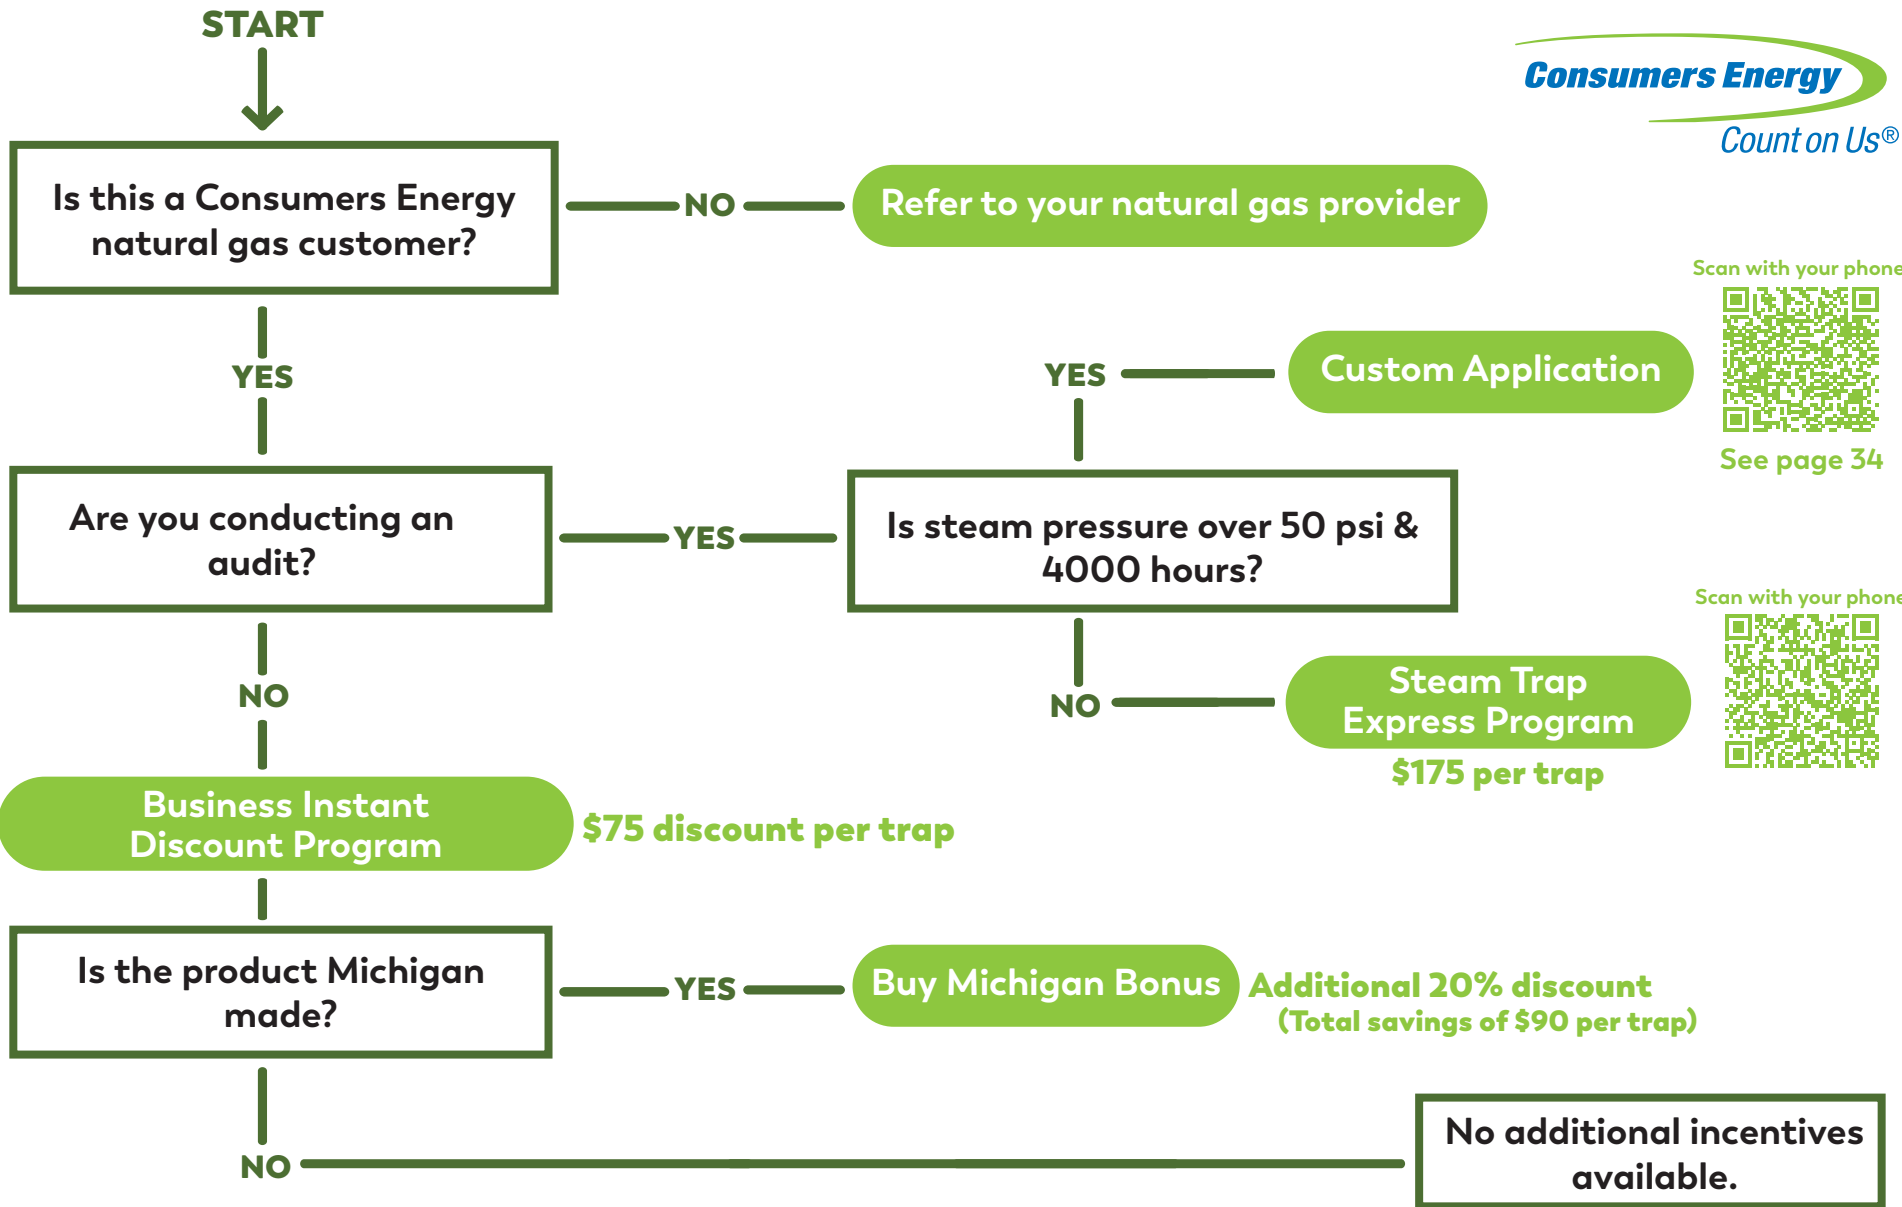 START
Consumers Energy
Count on Us®
Is this a Consumers Energy
natural gas customer?
NO
Refer to your natural gas provider
Scan with your phone
YES
YES
Custom Application
See page 34
Are you conducting an
audit?
YES
Is steam pressure over 50 psi &
4000 hours?
Scan with your phone
NO
NO
Steam Trap
Express Program
$175 per trap
Business Instant
Discount Program
$75 discount per trap
Is the product Michigan
made?
YES
Buy Michigan Bonus
Additional 20% discount
(Total savings of $90 per trap)
NO
No additional incentives
available.